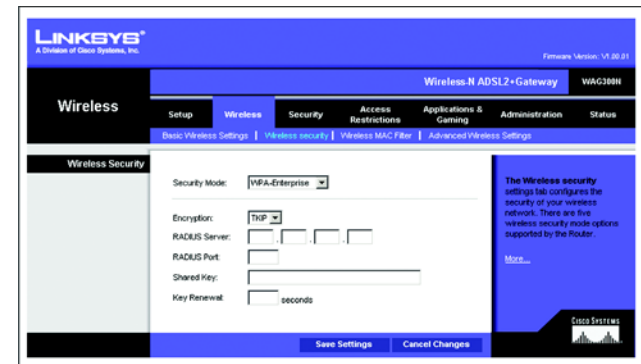 LINKSYS®
A Division of Cisco Systems, Inc.
Firmware Version: V1.00.01
Wireless-N ADSL2+Gateway WAG300N
Wireless
Setup Wireless Security Access Restrictions Applications & Gaming Administration Status
Basic Wireless Settings | Wireless security | Wireless MAC Filter | Advanced Wireless Settings
Wireless Security
Security Mode: WPA-Enterprise
Encryption: TKIP
RADIUS Server: . . .
RADIUS Port:
Shared Key:
Key Renewal: seconds
The Wireless security
settings tab configures the
security of your wireless
network. There are five
wireless security mode options
supported by the Router.
More...
Save Settings Cancel Changes
CISCO SYSTEMS